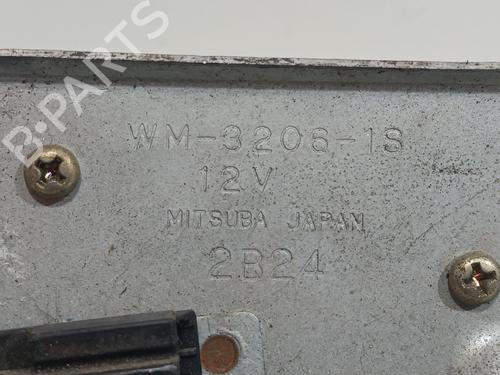 B-PARTS
WM-3206-1S
12V
MITSUBA JAPAN
2B24